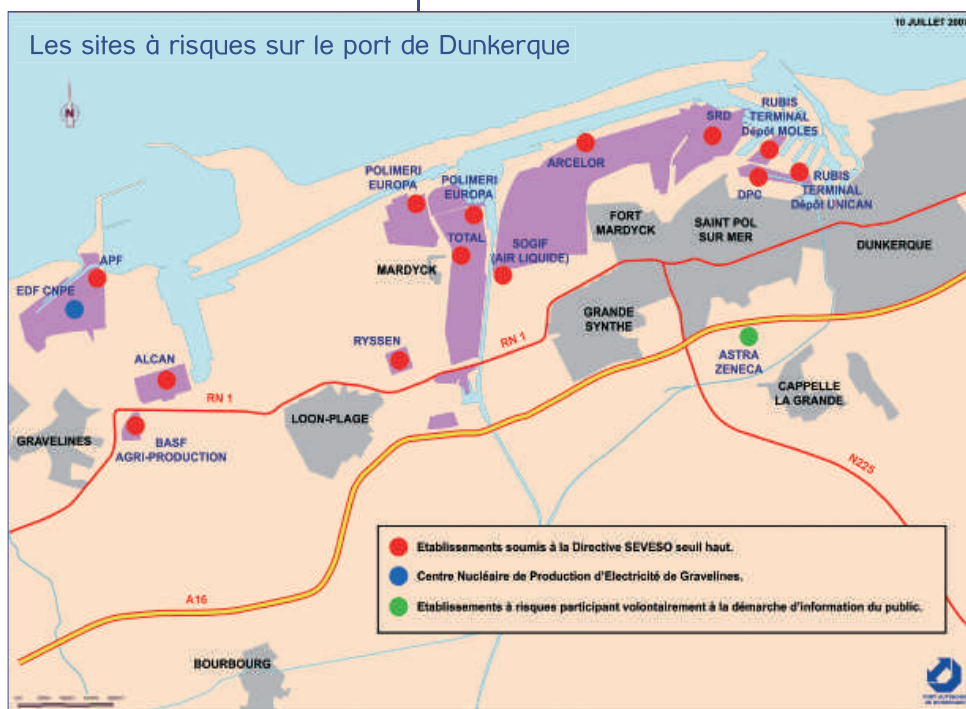 10 JUILLET 200
Les sites à risques sur le port de Dunkerque
N
RUBIS
TERMINAL
Dépôt MOLES
SRD
ARCELOR
POLIMERI
EUROPA
POLIMERI
EUROPA
DPC
RUBIS
TERMINAL
Dépôt UNICAN
FORT
MARDYCK
SAINT POL
SUR MER
DUNKERQUE
TOTAL
SOGIF
(AIR LIQUIDE)
MARDYCK
APF
EDF CNPE
GRANDE
SYNTHE
RN 1
RYSSEN
ASTRA
ZENECA
ALCAN
CAPPELLE
LA GRANDE
RN 1
LOON-PLAGE
GRAVELINES
BASF
AGRI-PRODUCTION
N225
Etablissements soumis à la Directive SEVESO seuil haut.
Centre Nucléaire de Production d'Electricité de Gravelines.
Etablissements à risques participant volontairement à la démarche d'information du public.
A16
BOURBOURG
PORT AUTONOME
DE DUNKERQUE